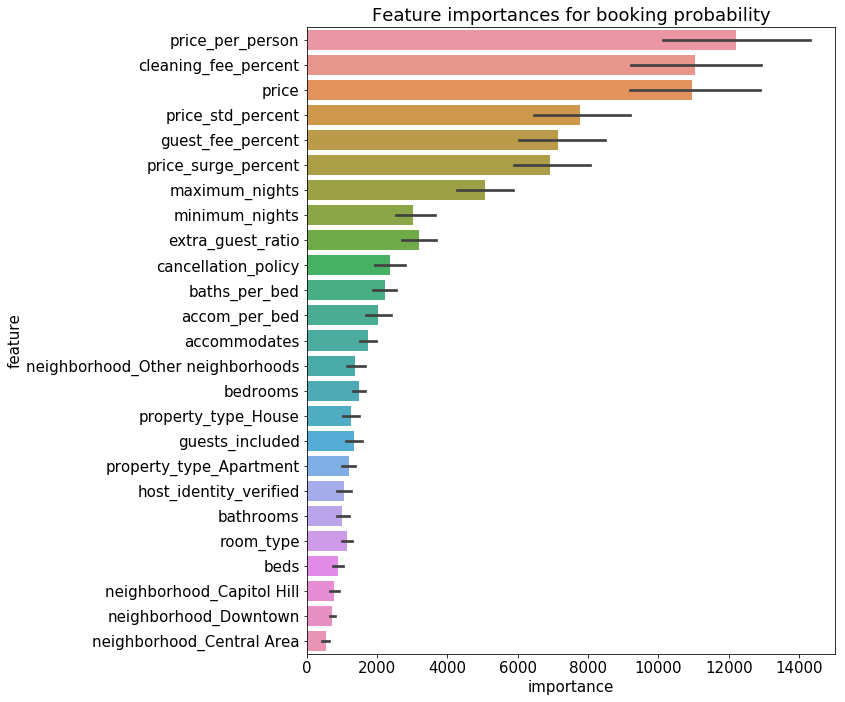 Feature importances for booking probability
price_per_person
cleaning_fee_percent
price
price_std_percent
guest_fee_percent
price_surge_percent
maximum_nights
minimum_nights
extra_guest_ratio
cancellation_policy
baths_per_bed
accom_per_bed
accommodates
neighborhood_Other neighborhoods
bedrooms
property_type_House
guests_included
property_type_Apartment
host_identity_verified
bathrooms
room_type
beds
neighborhood_Capitol Hill
neighborhood_Downtown
neighborhood_Central Area
feature
0 2000 4000 6000 8000 10000 12000 14000
importance